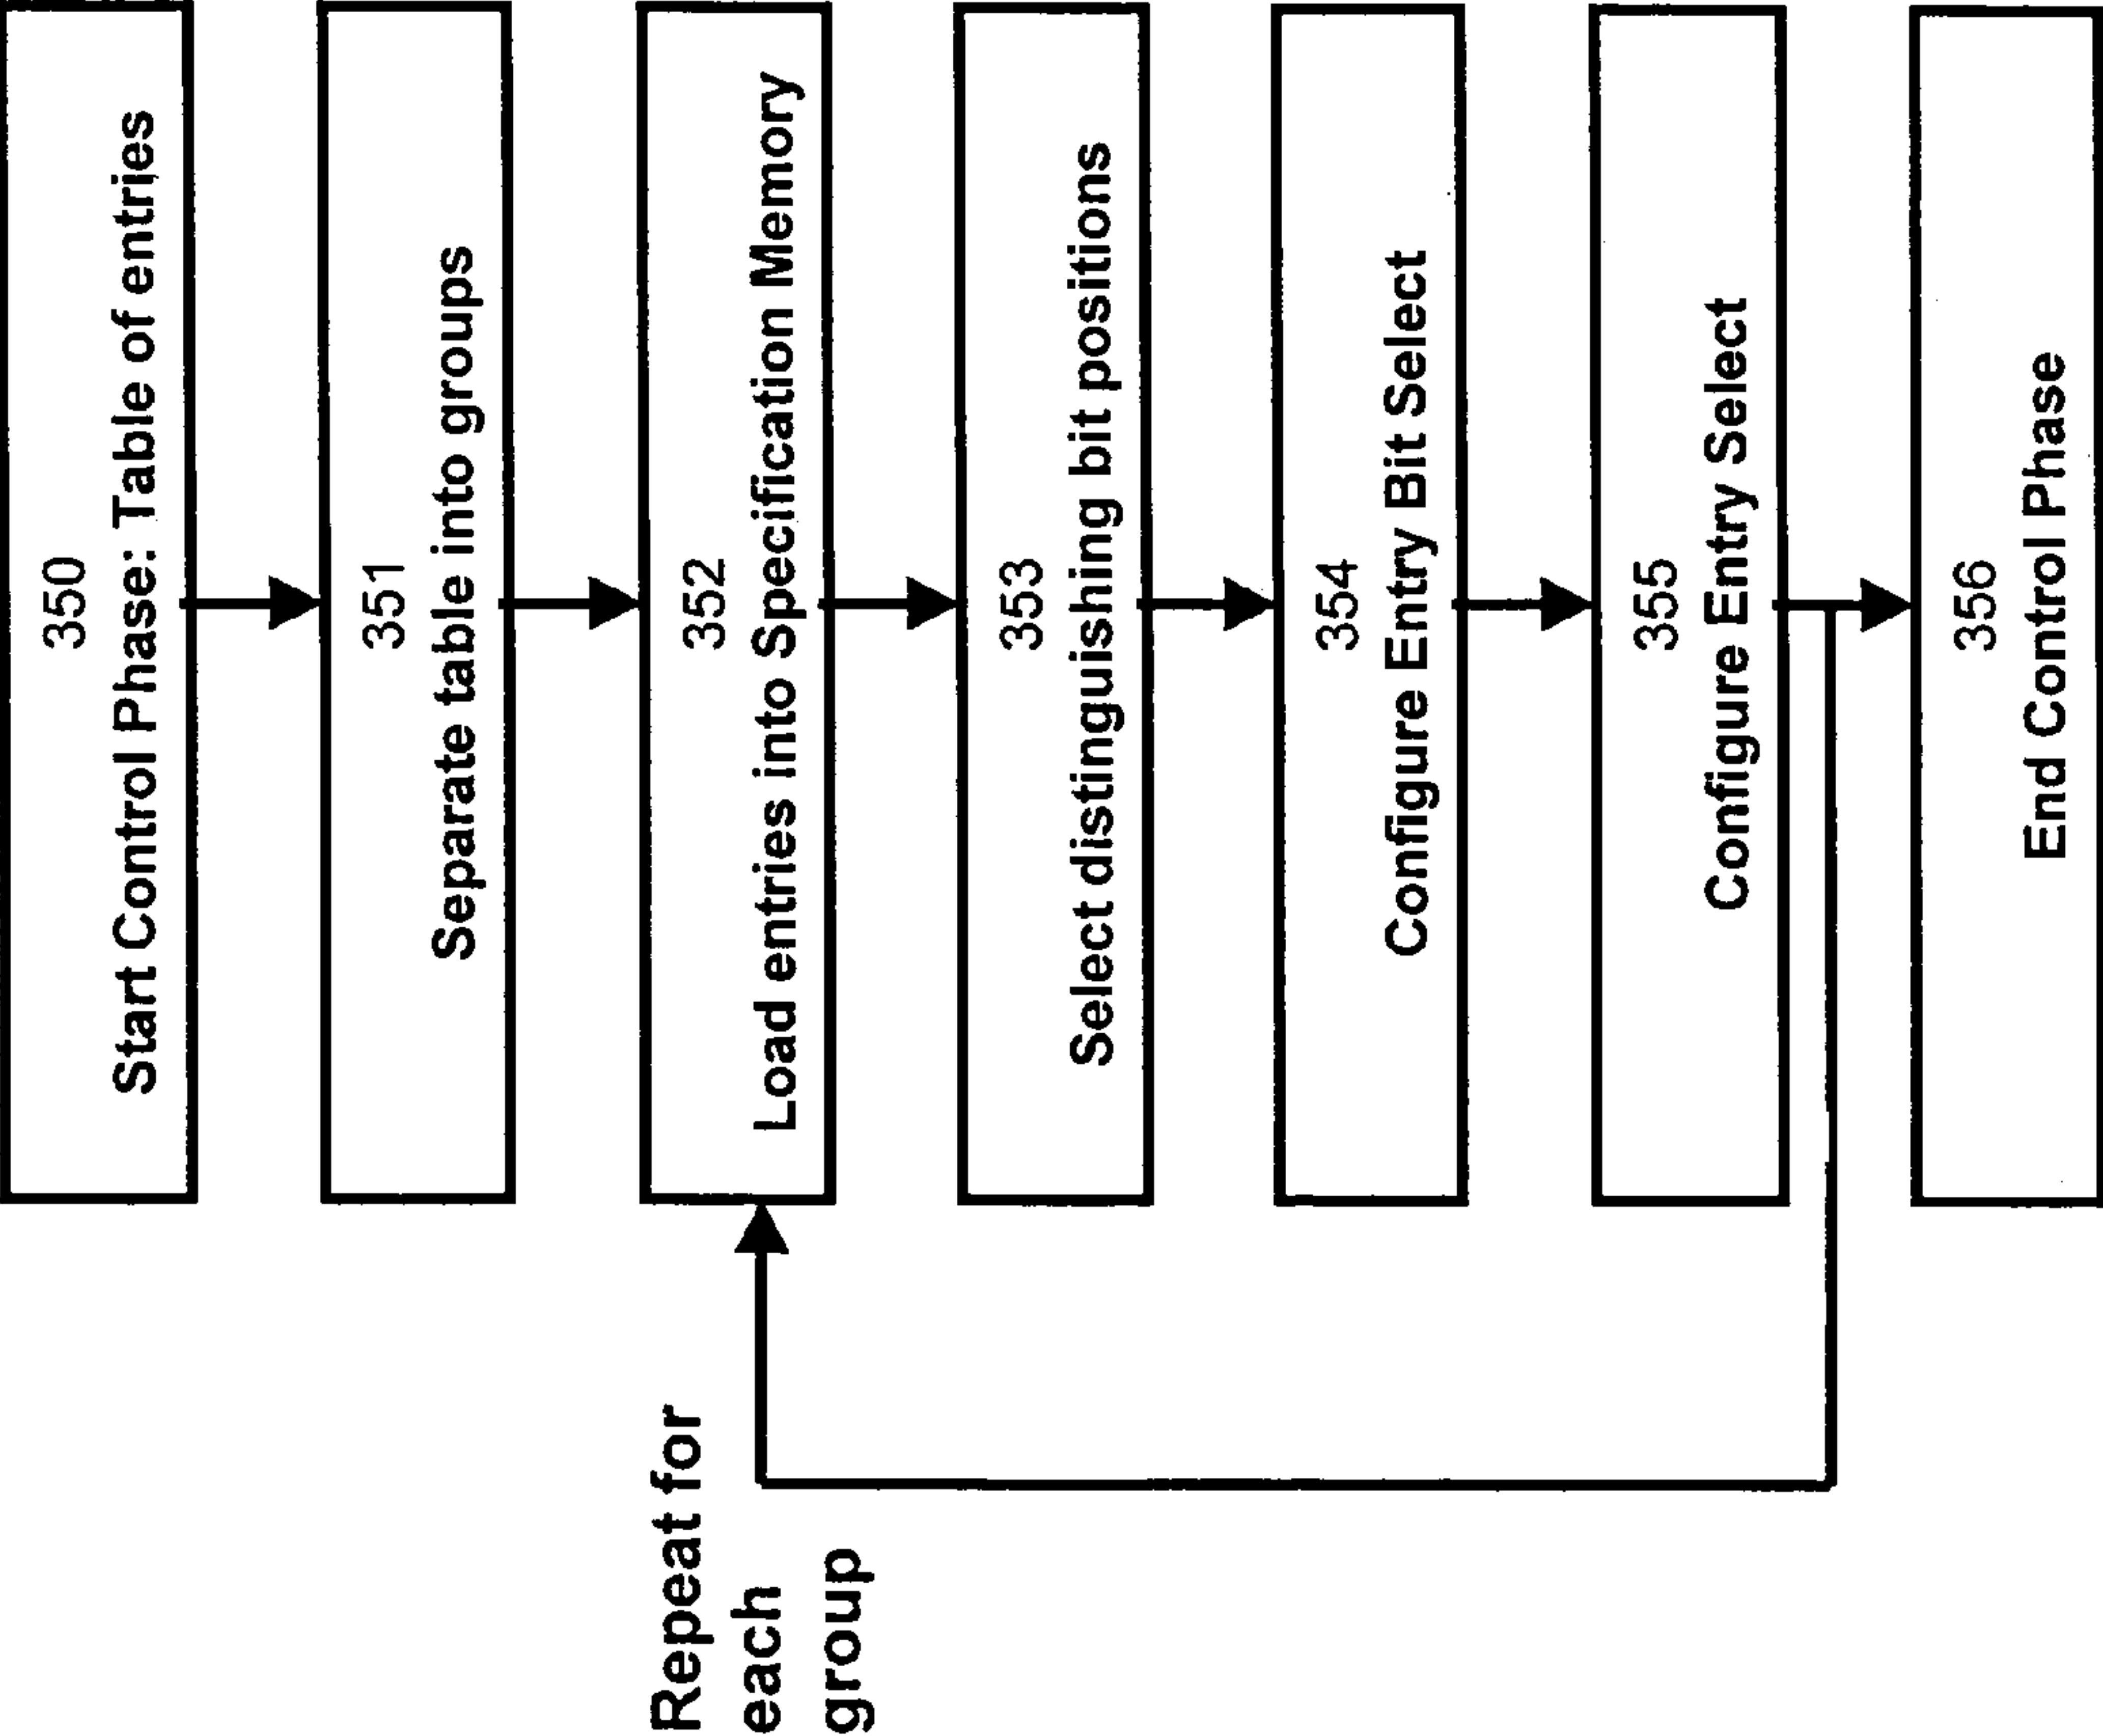 350
Start Control Phase: Table of entries
351
Separate table into groups
352
Load entries into Specification Memory
353
Select distinguishing bit positions
354
Configure Entry Bit Select
355
Configure Entry Select
356
End Control Phase
Repeat for
each
group